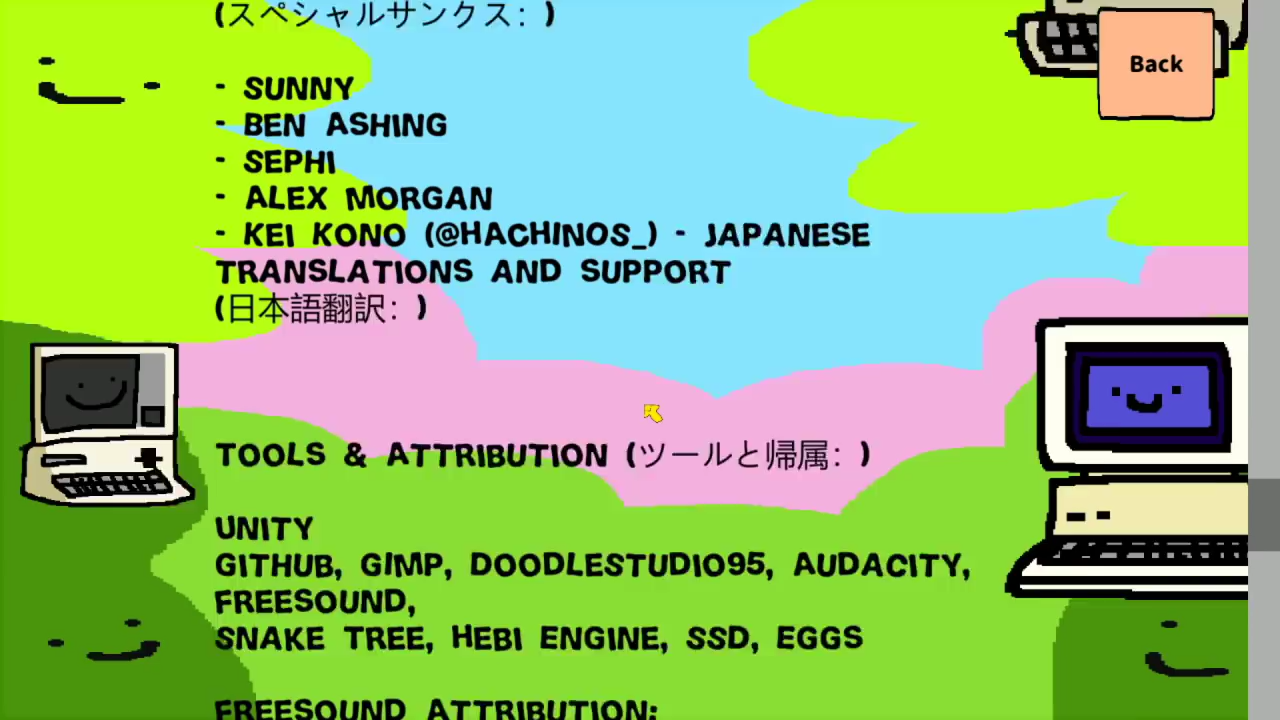 (スペシャルサンクス: )
Back
- SUNNY
- BEN ASHING
- SEPHI
- ALEX MORGAN
- KEI KONO (@HACHINOS_) - JAPANESE
TRANSLATIONS AND SUPPORT
(日本語翻訳: )
TOOLS & ATTRIBUTION (ツールと帰属: )
UNITY
GITHUB, GIMP, DOODLESTUDIO95, AUDACITY,
FREESOUND,
SNAKE TREE, HEBI ENGINE, SSD, EGGS
FREESOUND ATTRIBUTION: